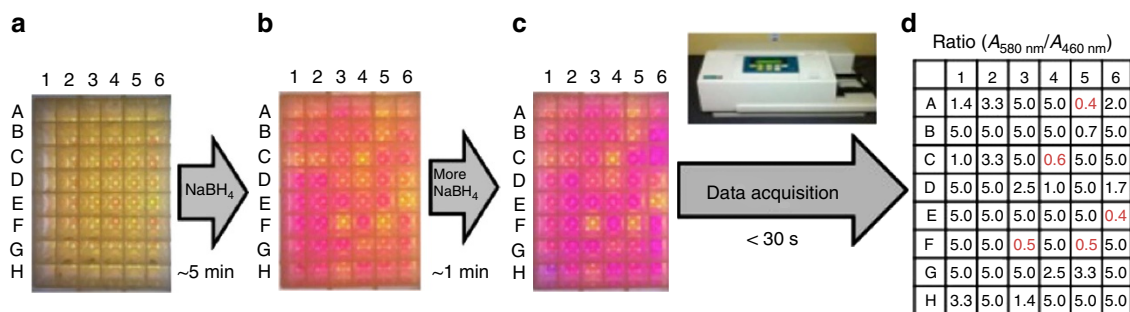 a
1 2 3 4 5 6
A
B
C
D
E
F
G
H
NaBH4
~5 min
b
1 2 3 4 5 6
A
B
C
D
E
F
G
H
More
NaBH4
~1 min
c
1 2 3 4 5 6
A
B
C
D
E
F
G
H
Data acquisition
< 30 s
d
Ratio (A580 nm/A460 nm)
1 2 3 4 5 6
A 1.4 3.3 5.0 5.0 0.4 2.0
B 5.0 5.0 5.0 5.0 0.7 5.0
C 1.0 3.3 5.0 0.6 5.0 5.0
D 5.0 5.0 2.5 1.0 5.0 1.7
E 5.0 5.0 5.0 5.0 5.0 0.4
F 5.0 5.0 0.5 5.0 0.5 5.0
G 5.0 5.0 5.0 2.5 3.3 5.0
H 3.3 5.0 1.4 5.0 5.0 5.0